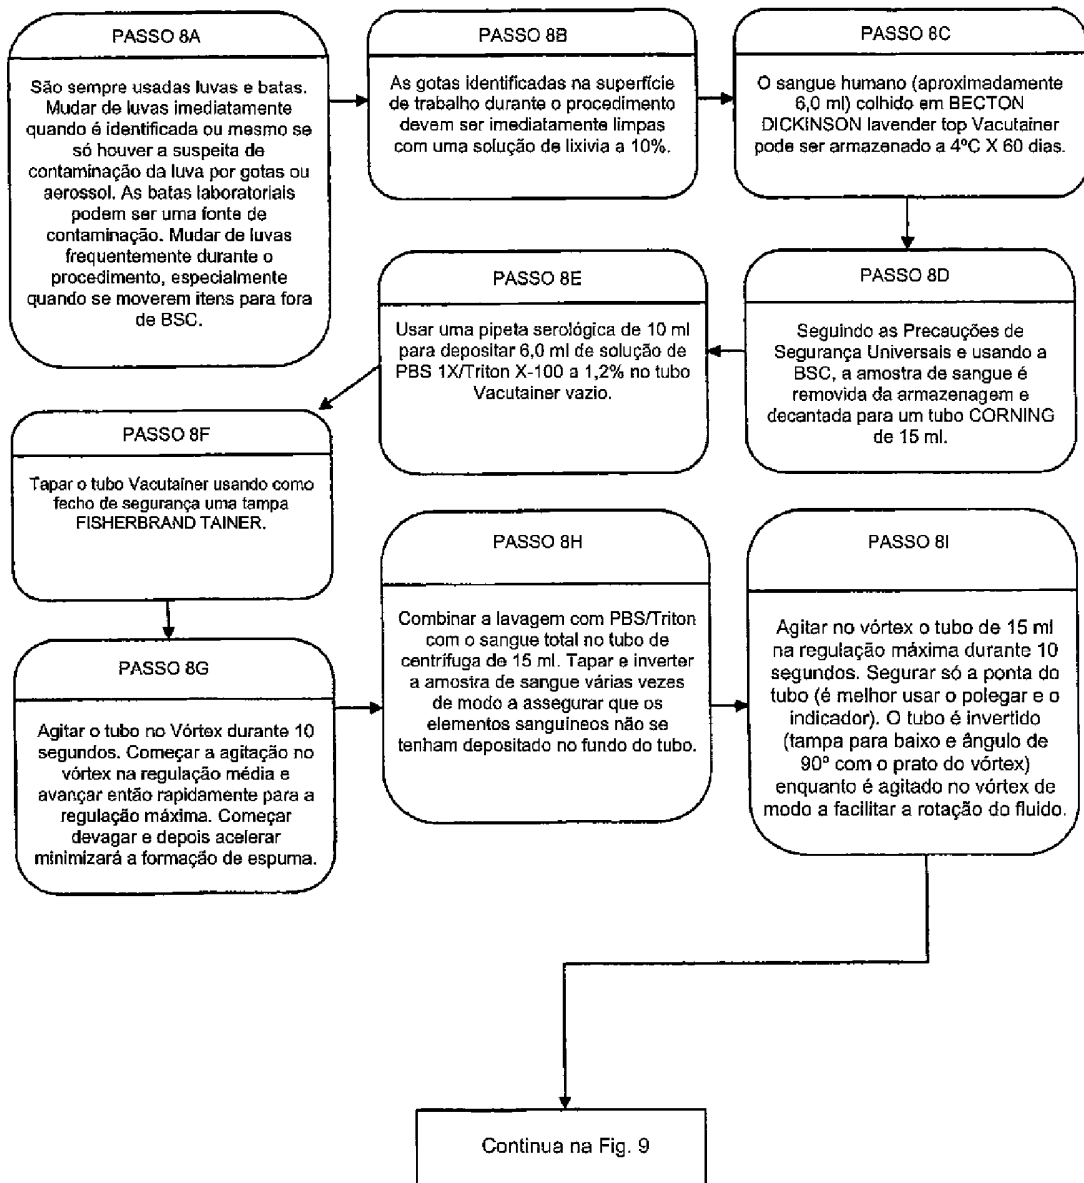 PASSO 8A
São sempre usadas luvas e batas.
Mudar de luvas imediatamente
quando é identificada ou mesmo se
só houver a suspeita de
contaminação da luva por gotas ou
aerossol. As batas laboratoriais
podem ser uma fonte de
contaminação. Mudar de luvas
frequentemente durante o
procedimento, especialmente
quando se moverem itens para fora
de BSC.
PASSO 8B
As gotas identificadas na superfície
de trabalho durante o procedimento
devem ser imediatamente limpas
com uma solução de lixivia a 10%.
PASSO 8C
O sangue humano (aproximadamente
6,0 ml) colhido em BECTON
DICKINSON lavender top Vacutainer
pode ser armazenado a 4ºC X 60 dias.
PASSO 8D
Seguindo as Precauções de
Segurança Universais e usando a
BSC, a amostra de sangue é
removida da armazenagem e
decantada para um tubo CORNING
de 15 ml.
PASSO 8E
Usar uma pipeta serológica de 10 ml
para depositar 6,0 ml de solução de
PBS 1X/Triton X-100 a 1,2% no tubo
Vacutainer vazio.
PASSO 8F
Tapar o tubo Vacutainer usando como
fecho de segurança uma tampa
FISHERBRAND TAINER.
PASSO 8G
Agitar o tubo no Vórtex durante 10
segundos. Começar a agitação no
vórtex na regulação média e
avançar então rapidamente para a
regulação máxima. Começar
devagar e depois acelerar
minimizará a formação de espuma.
PASSO 8H
Combinar a lavagem com PBS/Triton
com o sangue total no tubo de
centrífuga de 15 ml. Tapar e inverter
a amostra de sangue várias vezes
de modo a assegurar que os
elementos sanguíneos não se
tenham depositado no fundo do tubo.
PASSO 8I
Agitar no vórtex o tubo de 15 ml
na regulação máxima durante 10
segundos. Segurar só a ponta do
tubo (é melhor usar o polegar e o
indicador). O tubo é invertido
(tampa para baixo e ângulo de
90º com o prato do vórtex)
enquanto é agitado no vórtex de
modo a facilitar a rotação do fluido.
Continua na Fig. 9